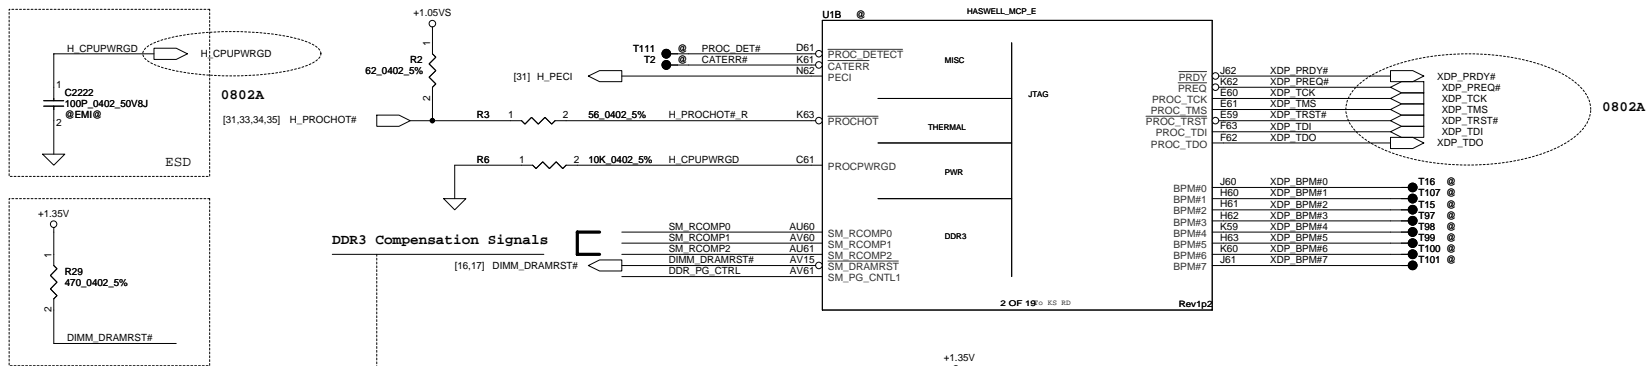 H_CPUPWRGD
H_CPUPWRGD
1
C2222
100P_0402_50V8J
@EMI@
2
ESD
0802A
+1.35V
1
R29
470_0402_5%
2
DIMM_DRAMRST#
+1.05VS
1
R2
62_0402_5%
2
[31] H_PECI
[31,33,34,35] H_PROCHOT#
R3 1 2 56_0402_5% H_PROCHOT#_R K63
R6 1 2 10K_0402_5% H_CPUPWRGD C61
T111 @ PROC_DET# D61
T2 @ CATERR# K61
N62
DDR3 Compensation Signals
SM_RCOMP0 AU60
SM_RCOMP1 AV60
SM_RCOMP2 AU61
[16,17] DIMM_DRAMRST# DIMM_DRAMRST# AV15
DDR_PG_CTRL AV61
U1B @ HASWELL_MCP_E
PROC_DETECT
CATERR
PECI
PROCHOT
PROCPWRGD
SM_RCOMP0
SM_RCOMP1
SM_RCOMP2
SM_DRAMRST
SM_PG_CNTL1
MISC
THERMAL
PWR
DDR3
JTAG
PRDY
PREQ
PROC_TCK
PROC_TMS
PROC_TRST
PROC_TDI
PROC_TDO
BPM#0
BPM#1
BPM#2
BPM#3
BPM#4
BPM#5
BPM#6
BPM#7
2 OF 19
To KS RD
Rev1p2
J62 XDP_PRDY# XDP_PRDY#
K62 XDP_PREQ# XDP_PREQ#
E60 XDP_TCK XDP_TCK
E61 XDP_TMS XDP_TMS
E59 XDP_TRST# XDP_TRST#
F63 XDP_TDI XDP_TDI
F62 XDP_TDO XDP_TDO
0802A
J60 XDP_BPM#0 T16 @
H60 XDP_BPM#1 T107 @
H61 XDP_BPM#2 T15 @
H62 XDP_BPM#3 T97 @
K59 XDP_BPM#4 T98 @
H63 XDP_BPM#5 T99 @
K60 XDP_BPM#6 T100 @
J61 XDP_BPM#7 T101 @
+1.35V